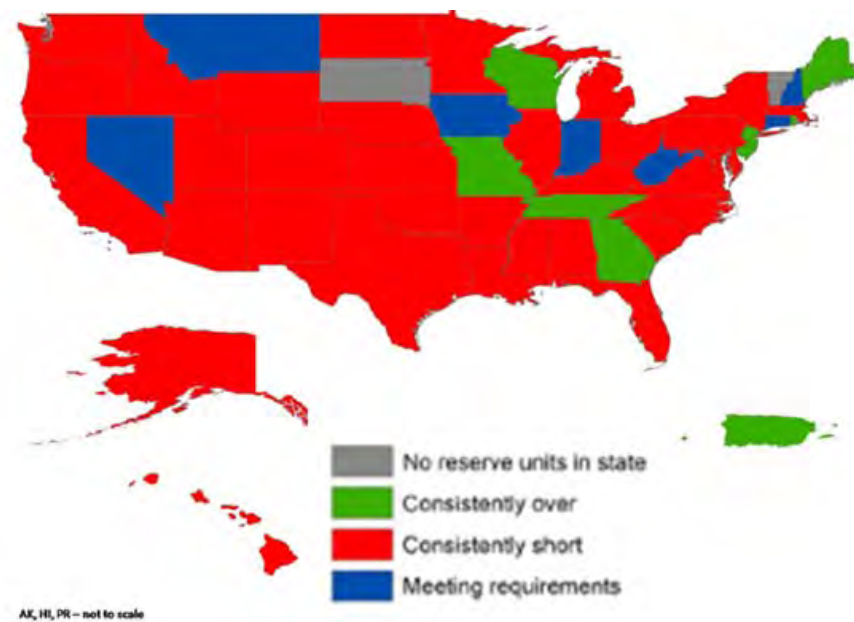 No reserve units in state
Consistently over
Consistently short
Meeting requirements
AK, HI, PR – not to scale